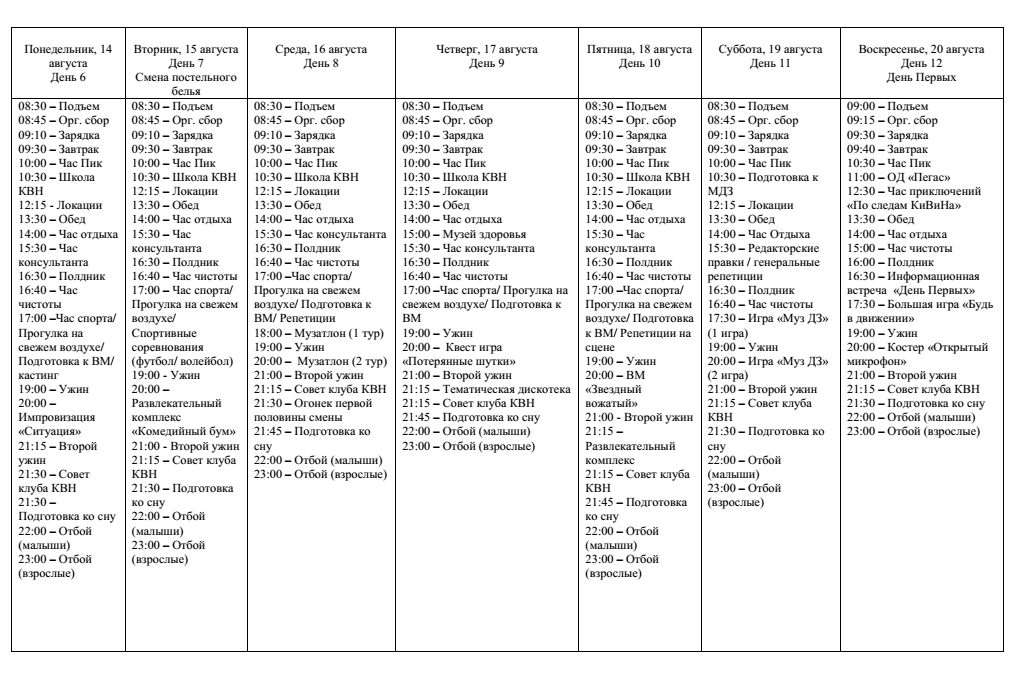 Понедельник, 14
августа
День 6
Вторник, 15 августа
День 7
Смена постельного
белья
Среда, 16 августа
День 8
Четверг, 17 августа
День 9
Пятница, 18 августа
День 10
Суббота, 19 августа
День 11
Воскресенье, 20 августа
День 12
День Первых
08:30 – Подъем
08:45 – Орг. сбор
09:10 – Зарядка
09:30 – Завтрак
10:00 – Час Пик
10:30 – Школа
КВН
12:15 - Локации
13:30 – Обед
14:00 – Час отдыха
15:30 – Час
консультанта
16:30 – Полдник
16:40 – Час
чистоты
17:00 –Час спорта/
Прогулка на
свежем воздухе/
Подготовка к ВМ/
кастинг
19:00 – Ужин
20:00 –
Импровизация
«Ситуация»
21:15 – Второй
ужин
21:30 – Совет
клуба КВН
21:30 –
Подготовка ко сну
22:00 – Отбой
(малыши)
23:00 – Отбой
(взрослые)
08:30 – Подъем
08:45 – Орг. сбор
09:10 – Зарядка
09:30 – Завтрак
10:00 – Час Пик
10:30 – Школа КВН
12:15 – Локации
13:30 – Обед
14:00 – Час отдыха
15:30 – Час
консультанта
16:30 – Полдник
16:40 – Час чистоты
17:00 – Час спорта/
Прогулка на свежем
воздухе/
Спортивные
соревнования
(футбол/ волейбол)
19:00 - Ужин
20:00 –
Развлекательный
комплекс
«Комедийный бум»
21:00 - Второй ужин
21:15 – Совет клуба
КВН
21:30 – Подготовка
ко сну
22:00 – Отбой
(малыши)
23:00 – Отбой
(взрослые)
08:30 – Подъем
08:45 – Орг. сбор
09:10 – Зарядка
09:30 – Завтрак
10:00 – Час Пик
10:30 – Школа КВН
12:15 – Локации
13:30 – Обед
14:00 – Час отдыха
15:30 – Час консультанта
16:30 – Полдник
16:40 – Час чистоты
17:00 –Час спорта/
Прогулка на свежем
воздухе/ Подготовка к
ВМ/ Репетиции
18:00 – Музатлон (1 тур)
19:00 – Ужин
20:00 – Музатлон (2 тур)
21:00 – Второй ужин
21:15 – Совет клуба КВН
21:30 – Огонек первой
половины смены
21:45 – Подготовка ко
сну
22:00 – Отбой (малыши)
23:00 – Отбой (взрослые)
08:30 – Подъем
08:45 – Орг. сбор
09:10 – Зарядка
09:30 – Завтрак
10:00 – Час Пик
10:30 – Школа КВН
12:15 – Локации
13:30 – Обед
14:00 – Час отдыха
15:00 – Музей здоровья
15:30 – Час консультанта
16:30 – Полдник
16:40 – Час чистоты
17:00 –Час спорта/ Прогулка на
свежем воздухе/ Подготовка к
ВМ
19:00 – Ужин
20:00 – Квест игра
«Потерянные шутки»
21:00 – Второй ужин
21:15 – Тематическая дискотека
21:15 – Совет клуба КВН
21:45 – Подготовка ко сну
22:00 – Отбой (малыши)
23:00 – Отбой (взрослые)
08:30 – Подъем
08:45 – Орг. сбор
09:10 – Зарядка
09:30 – Завтрак
10:00 – Час Пик
10:30 – Школа КВН
12:15 – Локации
13:30 – Обед
14:00 – Час отдыха
15:30 – Час
консультанта
16:30 – Полдник
16:40 – Час чистоты
17:00 –Час спорта/
Прогулка на свежем
воздухе/ Подготовка
к ВМ/ Репетиции на
сцене
19:00 – Ужин
20:00 – ВМ
«Звездный
вожатый»
21:00 - Второй ужин
21:15 –
Развлекательный
комплекс
21:15 – Совет клуба
КВН
21:45 – Подготовка
ко сну
22:00 – Отбой
(малыши)
23:00 – Отбой
(взрослые)
08:30 – Подъем
08:45 – Орг. сбор
09:10 – Зарядка
09:30 – Завтрак
10:00 – Час Пик
10:30 – Подготовка к
МДЗ
12:15 – Локации
13:30 – Обед
14:00 – Час Отдыха
15:30 – Редакторские
правки / генеральные
репетиции
16:30 – Полдник
16:40 – Час чистоты
17:30 – Игра «Муз ДЗ»
(1 игра)
19:00 – Ужин
20:00 – Игра «Муз ДЗ»
(2 игра)
21:00 – Второй ужин
21:15 – Совет клуба
КВН
21:30 – Подготовка ко
сну
22:00 – Отбой
(малыши)
23:00 – Отбой
(взрослые)
09:00 – Подъем
09:15 – Орг. сбор
09:30 – Зарядка
09:40 – Завтрак
10:30 – Час Пик
11:00 – ОД «Пегас»
12:30 – Час приключений
«По следам КиВиНа»
13:30 – Обед
14:00 – Час отдыха
15:00 – Час чистоты
16:00 – Полдник
16:30 – Информационная
встреча «День Первых»
17:30 – Большая игра «Будь
в движении»
19:00 – Ужин
20:00 – Костер «Открытый
микрофон»
21:00 – Второй ужин
21:15 – Совет клуба КВН
21:30 – Подготовка ко сну
22:00 – Отбой (малыши)
23:00 – Отбой (взрослые)